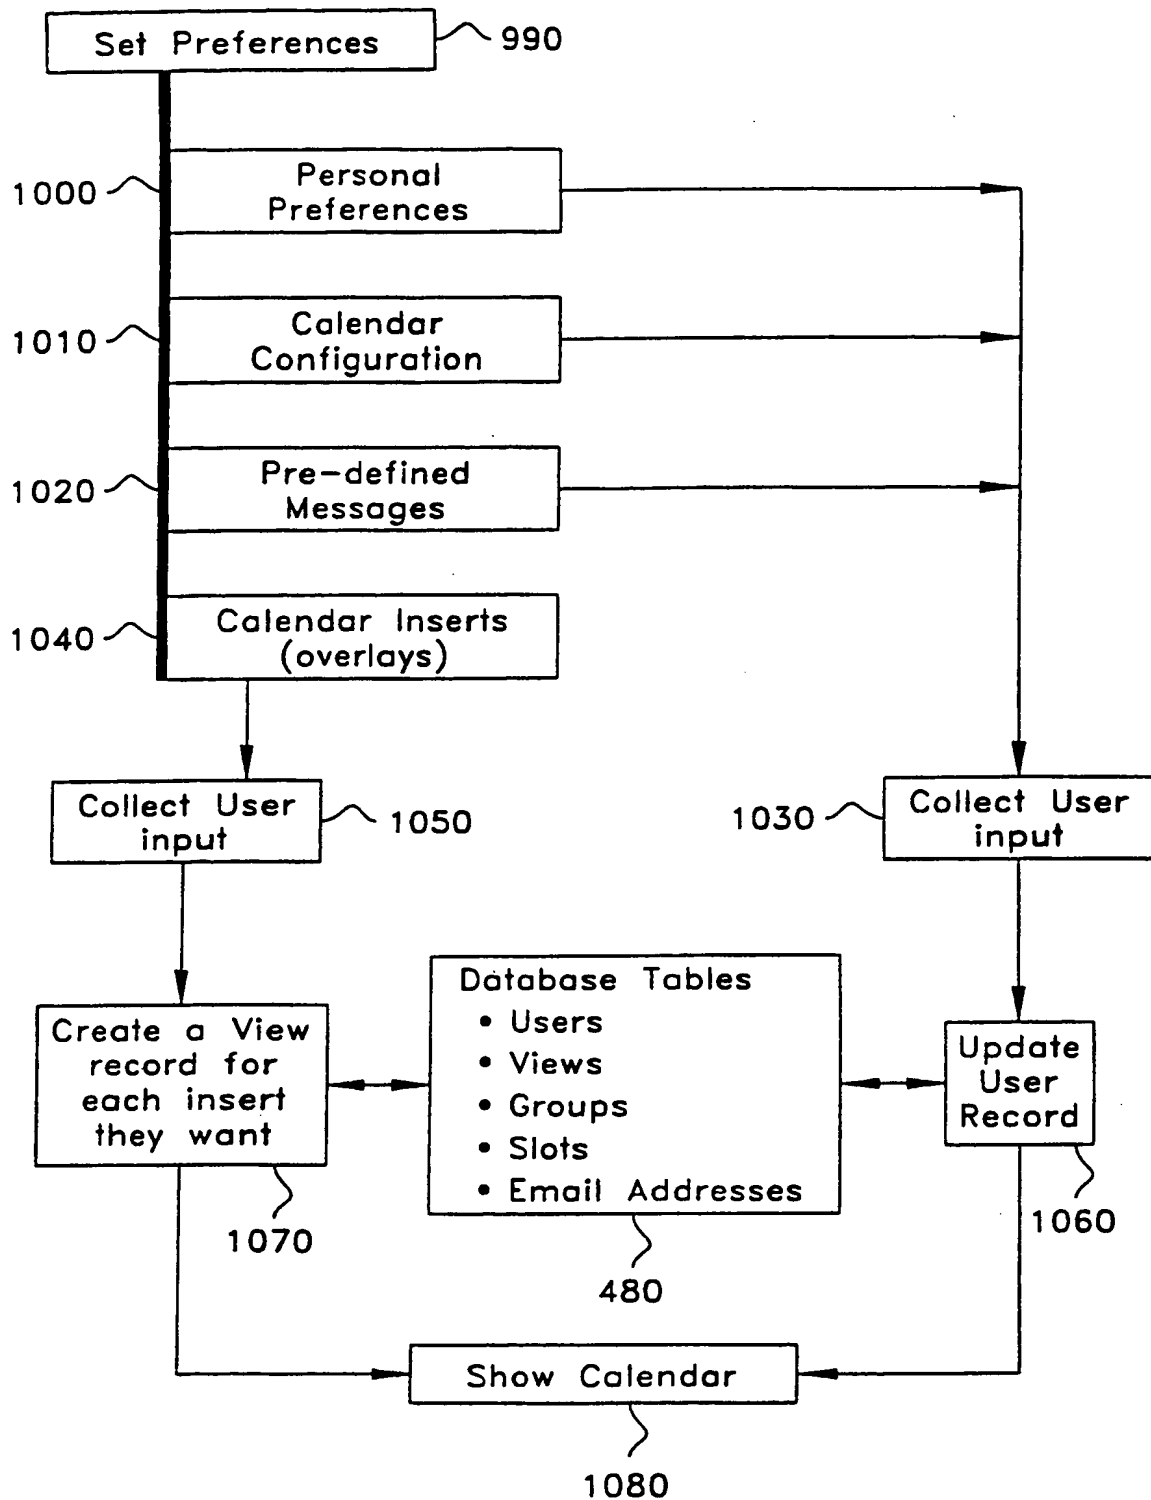 Set Preferences
990
1000
Personal
Preferences
1010
Calendar
Configuration
1020
Pre-defined
Messages
1040
Calendar Inserts
(overlays)
Collect User
input
1050
1030
Collect User
input
Create a View
record for
each insert
they want
1070
Database Tables
• Users
• Views
• Groups
• Slots
• Email Addresses
480
Update
User
Record
1060
Show Calendar
1080